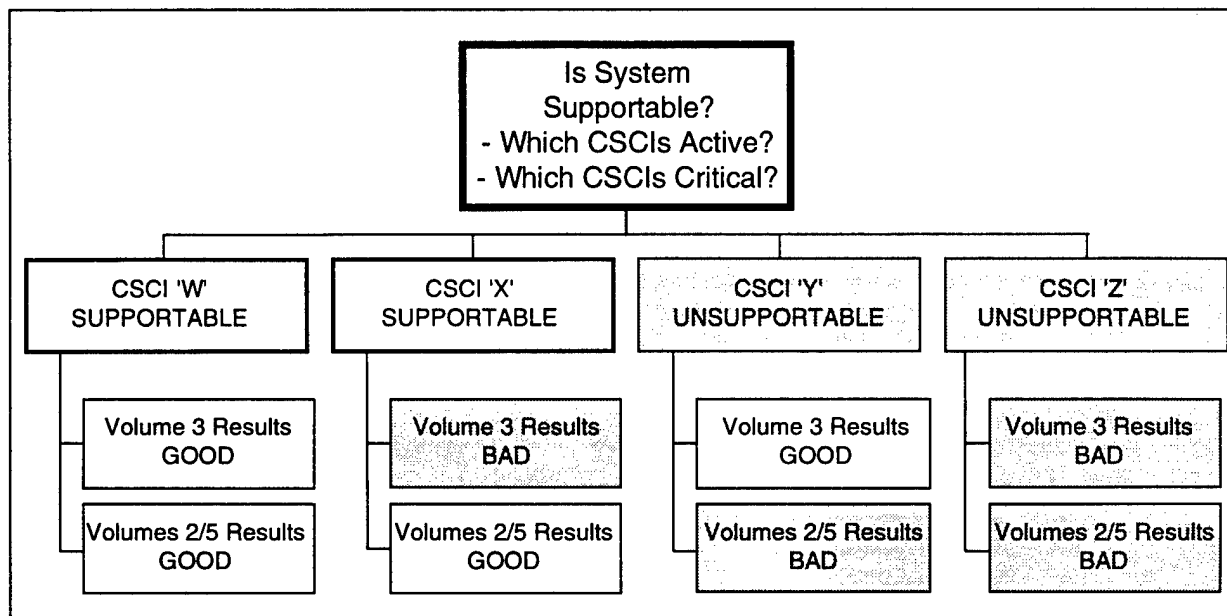 Is System
Supportable?
- Which CSCIs Active?
- Which CSCIs Critical?
CSCI 'W'
SUPPORTABLE
CSCI 'X'
SUPPORTABLE
CSCI 'Y'
UNSUPPORTABLE
CSCI 'Z'
UNSUPPORTABLE
Volume 3 Results
GOOD
Volume 3 Results
BAD
Volume 3 Results
GOOD
Volume 3 Results
BAD
Volumes 2/5 Results
GOOD
Volumes 2/5 Results
GOOD
Volumes 2/5 Results
BAD
Volumes 2/5 Results
BAD